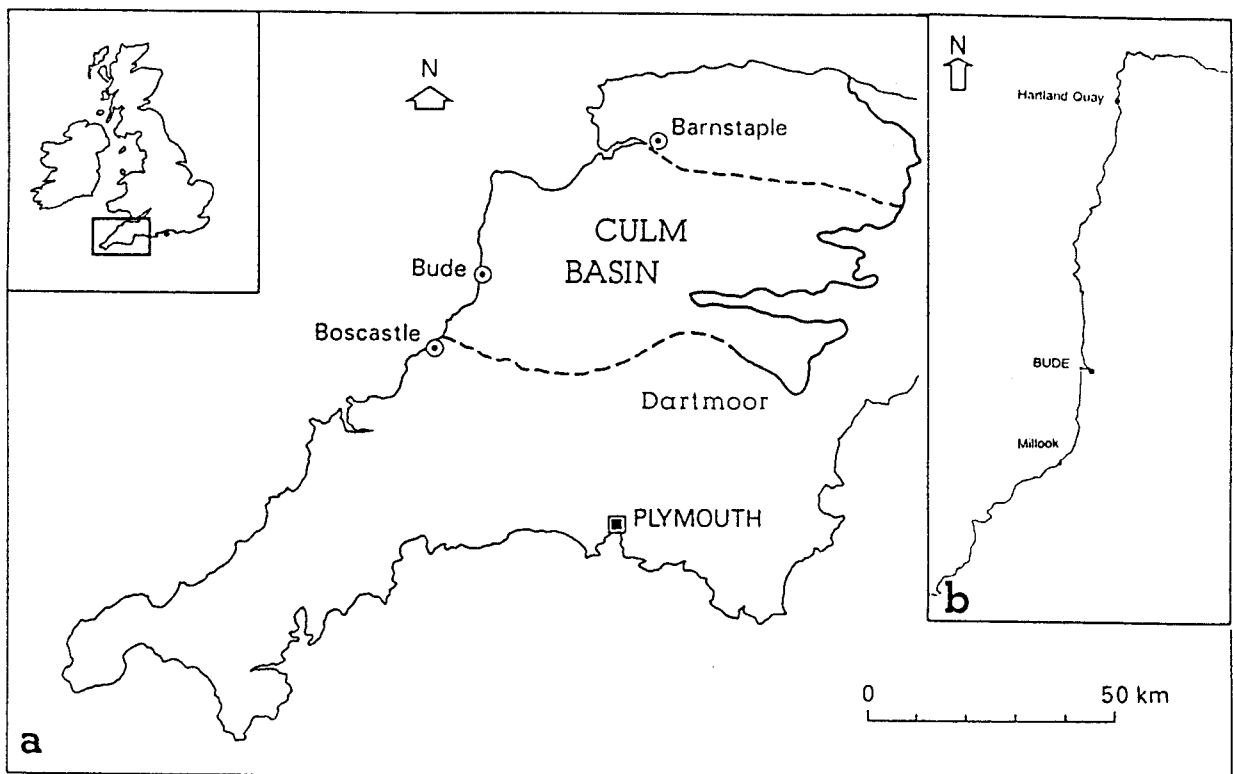 N
Barnstaple
CULM
BASIN
Bude
Boscastle
Dartmoor
PLYMOUTH
0 50 km
a
N
Hartland Quay
BUDE
Millook
b